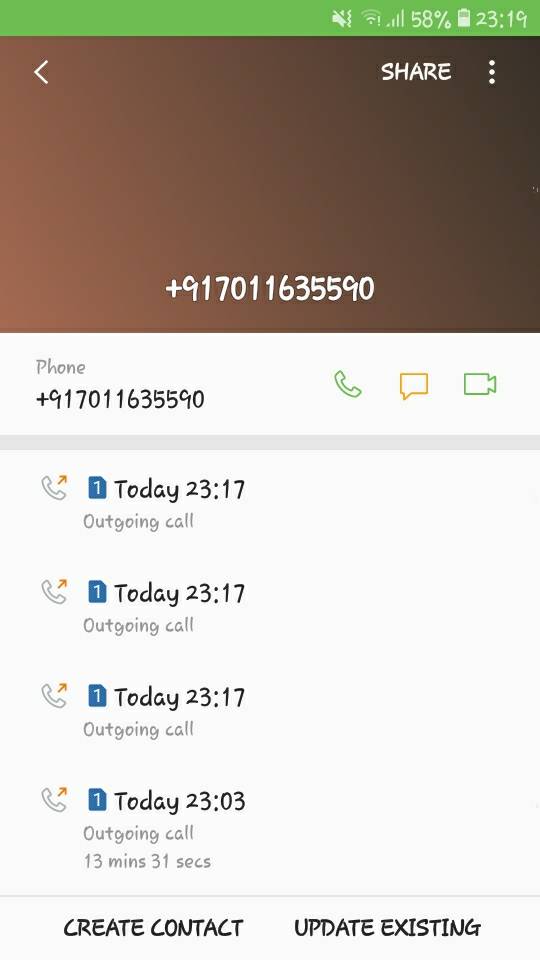 58% 23:19
SHARE
+917011635590
Phone
+917011635590
1 Today 23:17
Outgoing call
1 Today 23:17
Outgoing call
1 Today 23:17
Outgoing call
1 Today 23:03
Outgoing call
13 mins 31 secs
CREATE CONTACT UPDATE EXISTING